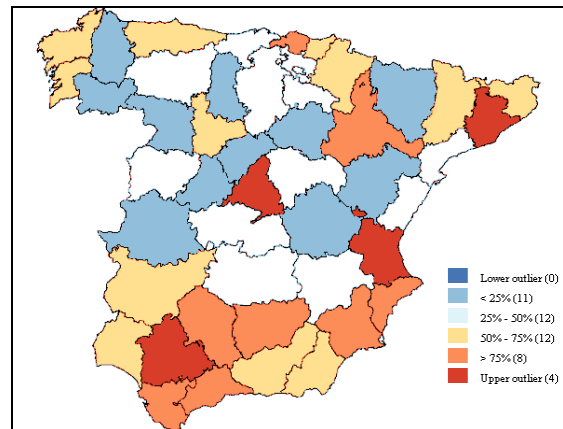 Lower outlier (0)
< 25% (11)
25% - 50% (12)
50% - 75% (12)
> 75% (8)
Upper outlier (4)